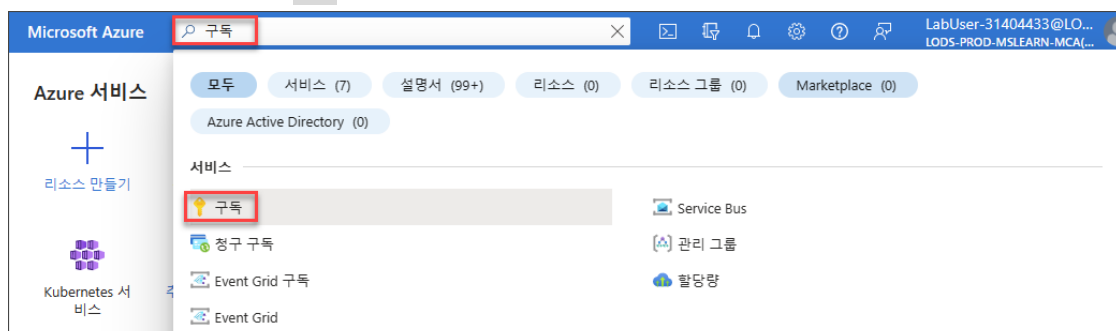 Microsoft Azure
구독
LabUser-31404433@LO...
LODS-PROD-MSLEARN-MCA(...
Azure 서비스
모두
서비스 (7)
설명서 (99+)
리소스 (0)
리소스 그룹 (0)
Marketplace (0)
Azure Active Directory (0)
서비스
리소스 만들기
구독
Service Bus
청구 구독
관리 그룹
Event Grid 구독
할당량
Kubernetes 서
비스
Event Grid